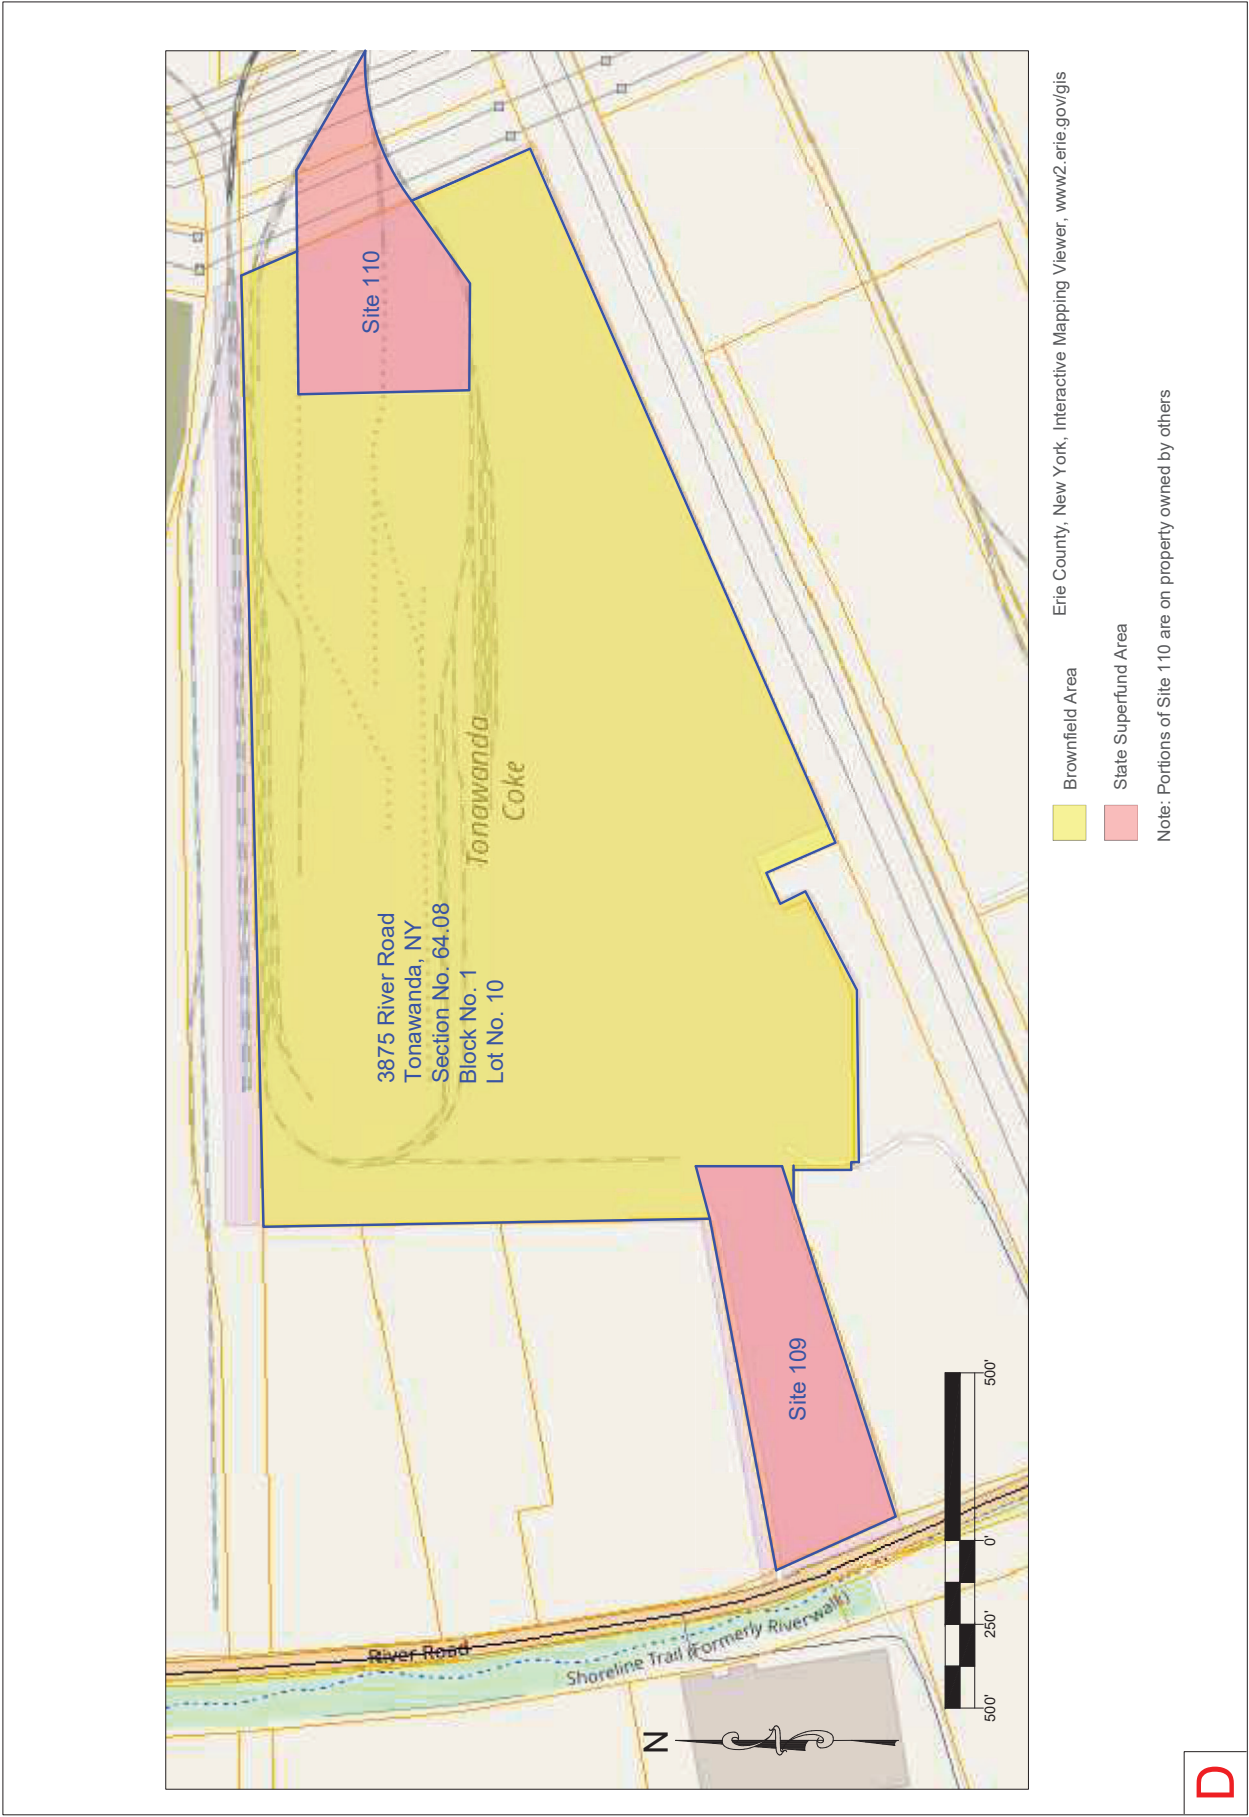 Site 110
3875 River Road
Tonawanda, NY
Section No. 64.08
Block No. 1
Lot No. 10
Tonawanda
Coke
Site 109
River Road
Shoreline Trail (Formerly Riverwalk)
N
500'
250'
0'
500'
Brownfield Area
Erie County, New York, Interactive Mapping Viewer, www2.erie.gov/gis
State Superfund Area
Note: Portions of Site 110 are on property owned by others
D